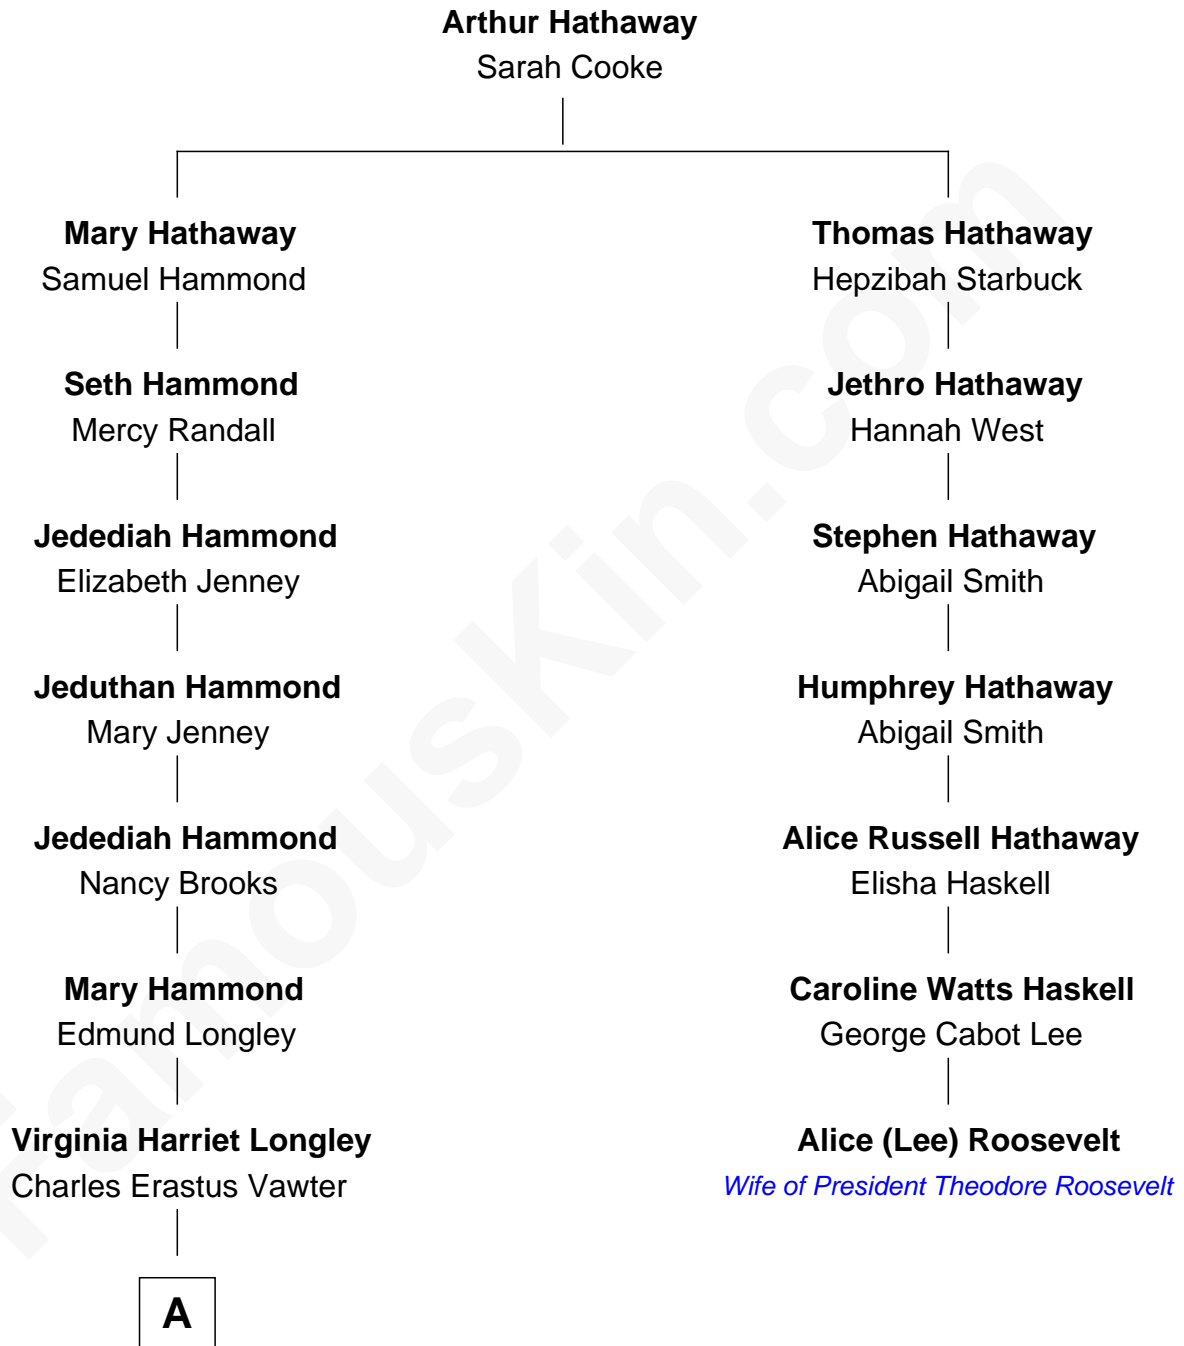 Arthur Hathaway
Sarah Cooke
Mary Hathaway
Samuel Hammond
Thomas Hathaway
Hepzibah Starbuck
Seth Hammond
Mercy Randall
Jethro Hathaway
Hannah West
Jedediah Hammond
Elizabeth Jenney
Stephen Hathaway
Abigail Smith
Jeduthan Hammond
Mary Jenney
Humphrey Hathaway
Abigail Smith
Jedediah Hammond
Nancy Brooks
Alice Russell Hathaway
Elisha Haskell
Mary Hammond
Edmund Longley
Caroline Watts Haskell
George Cabot Lee
Virginia Harriet Longley
Charles Erastus Vawter
Alice (Lee) Roosevelt
Wife of President Theodore Roosevelt
A
FamousKin.com